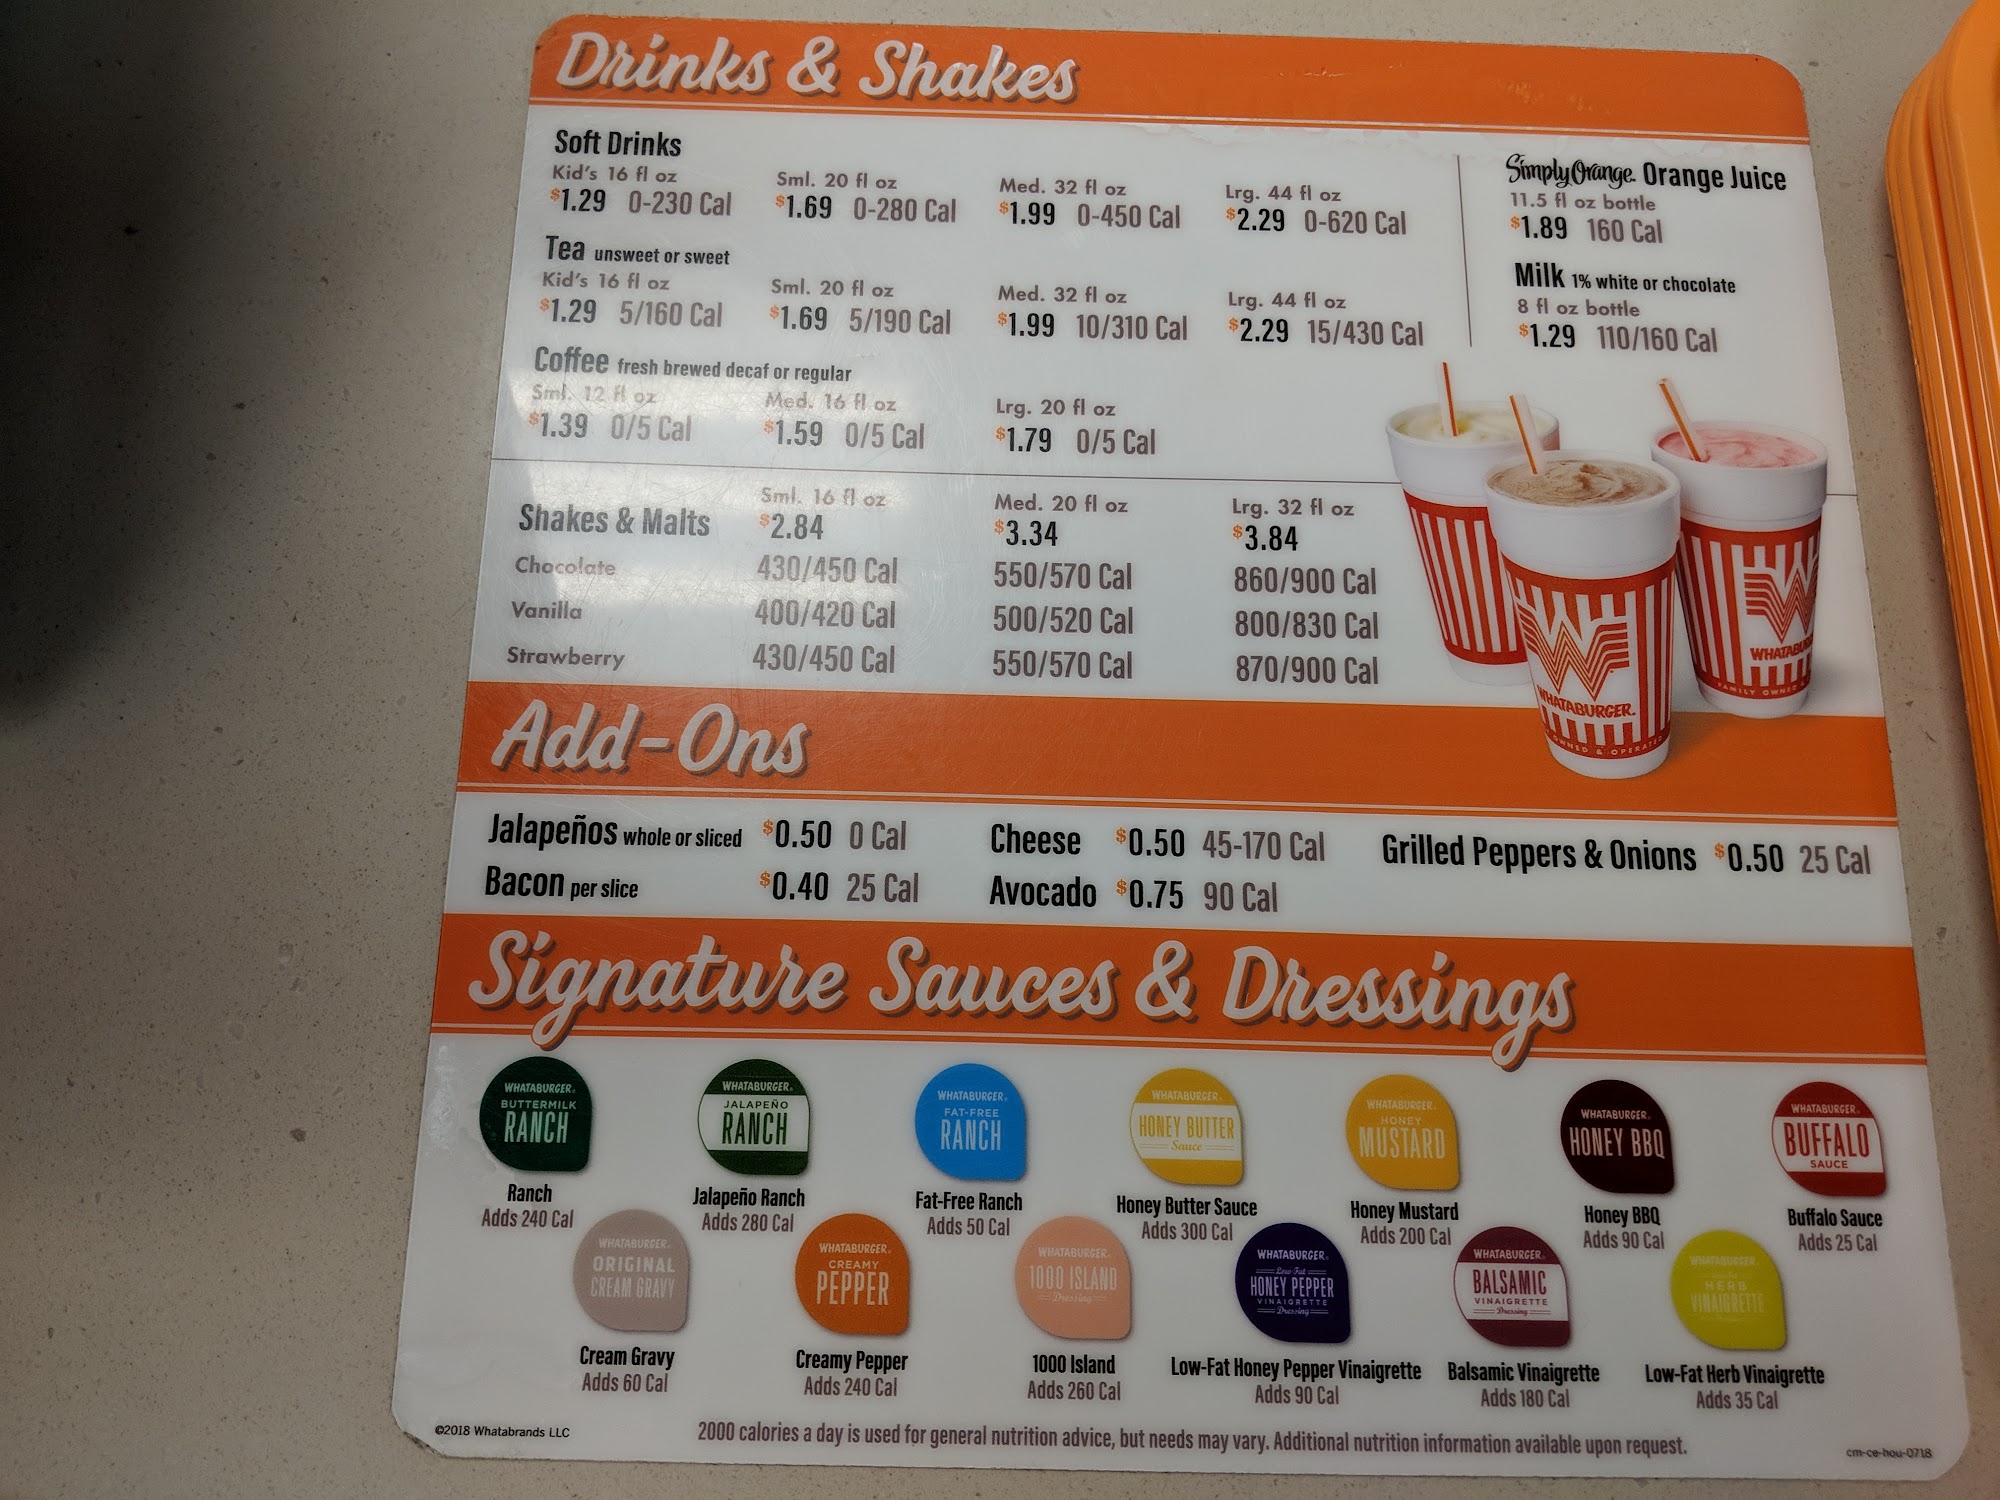 Drinks & Shakes
Soft Drinks
Kid's 16 fl oz Sml. 20 fl oz Med. 32 fl oz Lrg. 44 fl oz
$1.29 0-230 Cal $1.69 0-280 Cal $1.99 0-450 Cal $2.29 0-620 Cal
Tea unsweet or sweet
Kid's 16 fl oz Sml. 20 fl oz Med. 32 fl oz Lrg. 44 fl oz
$1.29 5/160 Cal $1.69 5/190 Cal $1.99 10/310 Cal $2.29 15/430 Cal
Coffee fresh brewed decaf or regular
Sml. 12 fl oz Med. 16 fl oz Lrg. 20 fl oz
$1.39 0/5 Cal $1.59 0/5 Cal $1.79 0/5 Cal
Simply Orange. Orange Juice
11.5 fl oz bottle
$1.89 160 Cal
Milk 1% white or chocolate
8 fl oz bottle
$1.29 110/160 Cal
Sml. 16 fl oz Med. 20 fl oz Lrg. 32 fl oz
Shakes & Malts $2.84 $3.34 $3.84
Chocolate 430/450 Cal 550/570 Cal 860/900 Cal
Vanilla 400/420 Cal 500/520 Cal 800/830 Cal
Strawberry 430/450 Cal 550/570 Cal 870/900 Cal
WHATABURGER.
OWNED & OPERATED
WHATABU
FAMILY OWNED
Add-Ons
Jalapeños whole or sliced $0.50 0 Cal Cheese $0.50 45-170 Cal Grilled Peppers & Onions $0.50 25 Cal
Bacon per slice $0.40 25 Cal Avocado $0.75 90 Cal
Signature Sauces & Dressings
WHATABURGER.
BUTTERMILK
RANCH
Ranch
Adds 240 Cal
WHATABURGER.
JALAPEÑO
RANCH
Jalapeño Ranch
Adds 280 Cal
WHATABURGER.
FAT-FREE
RANCH
Fat-Free Ranch
Adds 50 Cal
WHATABURGER.
HONEY BUTTER
Sauce
Honey Butter Sauce
Adds 300 Cal
WHATABURGER.
HONEY
MUSTARD
Honey Mustard
Adds 200 Cal
WHATABURGER.
HONEY BBQ
Honey BBQ
Adds 90 Cal
WHATABURGER.
BUFFALO
SAUCE
Buffalo Sauce
Adds 25 Cal
WHATABURGER.
ORIGINAL
CREAM GRAVY
Cream Gravy
Adds 60 Cal
WHATABURGER.
CREAMY
PEPPER
Creamy Pepper
Adds 240 Cal
WHATABURGER.
1000 ISLAND
Dressing
1000 Island
Adds 260 Cal
WHATABURGER.
Low-Fat
HONEY PEPPER
VINAIGRETTE
Dressing
Low-Fat Honey Pepper Vinaigrette
Adds 90 Cal
WHATABURGER.
BALSAMIC
VINAIGRETTE
Dressing
Balsamic Vinaigrette
Adds 180 Cal
WHATABURGER.
HERB
VINAIGRETTE
Low-Fat Herb Vinaigrette
Adds 35 Cal
©2018 Whatabrands LLC
2000 calories a day is used for general nutrition advice, but needs may vary. Additional nutrition information available upon request.
cm-ce-hou-0718